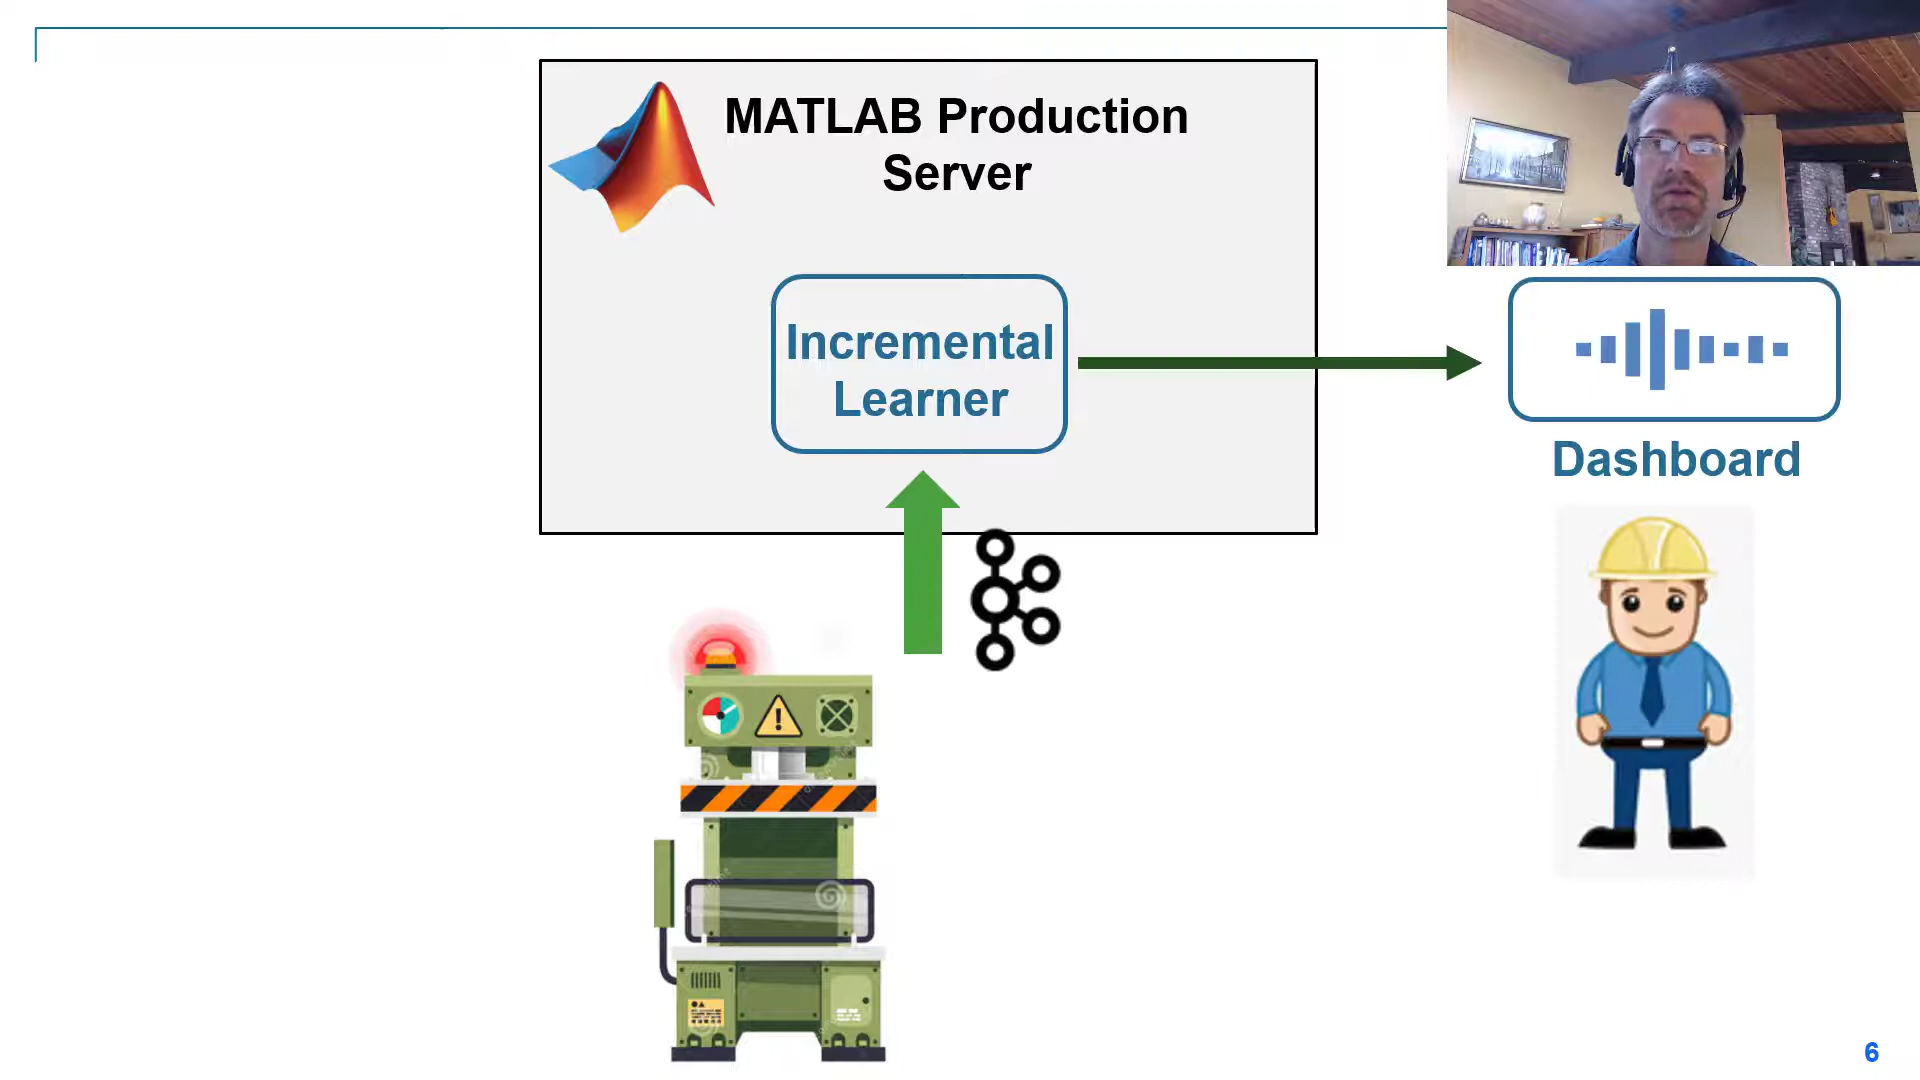 MATLAB Production
Server
Incremental
Learner
Dashboard
6